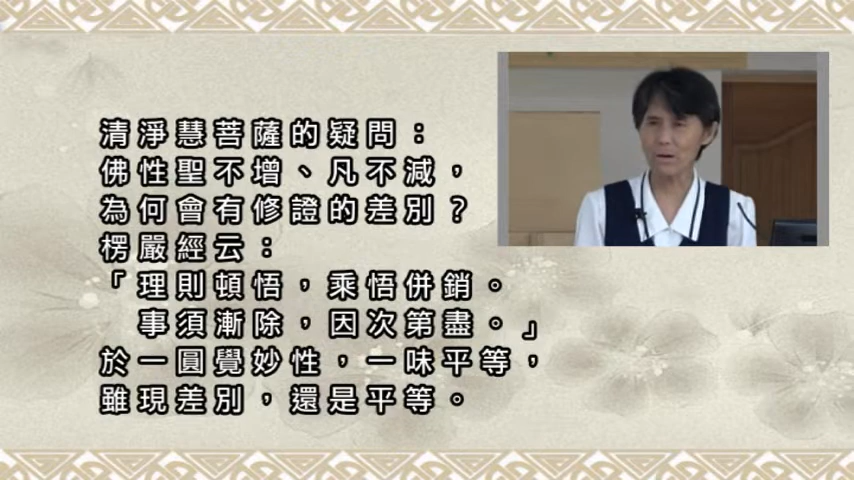 清淨慧菩薩的疑問：
佛性聖不增、凡不減，
為何會有修證的差別？
楞嚴經云：
「理則頓悟，乘悟併銷。
事須漸除，因次第盡。」
於一圓覺妙性，一味平等，
雖現差別，還是平等。